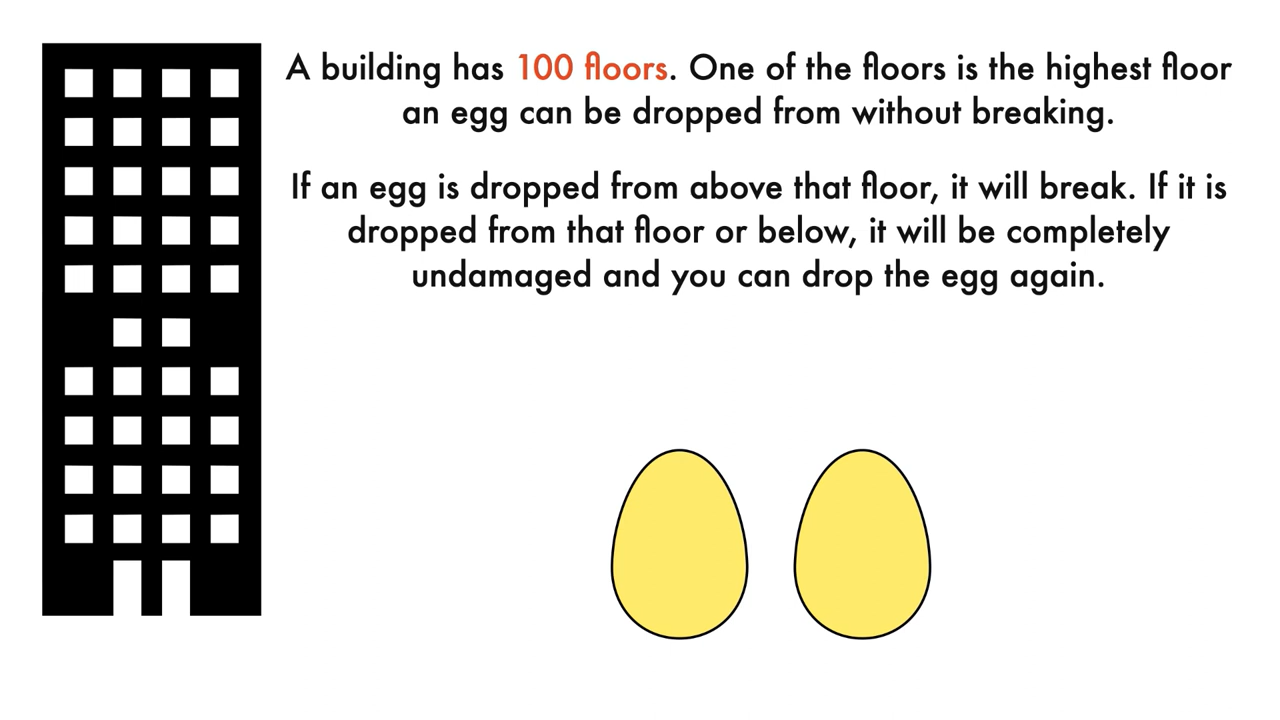 A building has 100 floors. One of the floors is the highest floor
an egg can be dropped from without breaking.
If an egg is dropped from above that floor, it will break. If it is
dropped from that floor or below, it will be completely
undamaged and you can drop the egg again.